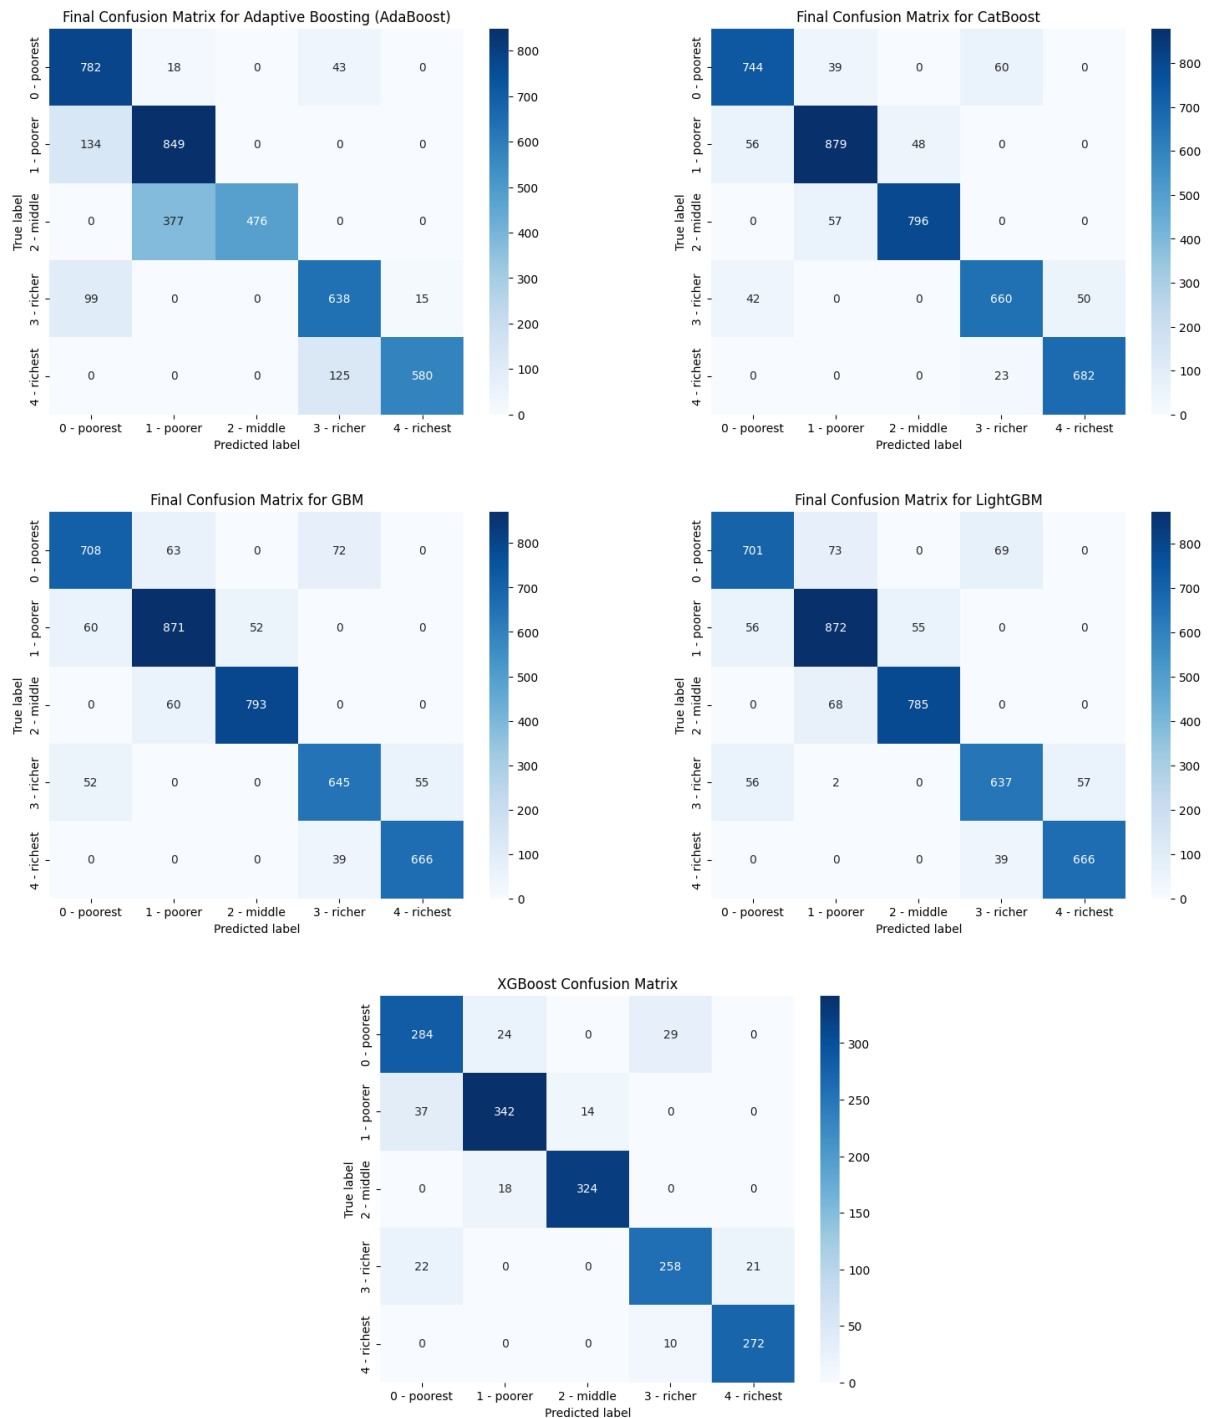 Final Confusion Matrix for Adaptive Boosting (AdaBoost)
True label
0 - poorest 782 18 0 43 0
1 - poorer 134 849 0 0 0
2 - middle 0 377 476 0 0
3 - richer 99 0 0 638 15
4 - richest 0 0 0 125 580
0 - poorest 1 - poorer 2 - middle 3 - richer 4 - richest
Predicted label
800
700
600
500
400
300
200
100
0
Final Confusion Matrix for CatBoost
True label
0 - poorest 744 39 0 60 0
1 - poorer 56 879 48 0 0
2 - middle 0 57 796 0 0
3 - richer 42 0 0 660 50
4 - richest 0 0 0 23 682
0 - poorest 1 - poorer 2 - middle 3 - richer 4 - richest
Predicted label
800
700
600
500
400
300
200
100
0
Final Confusion Matrix for GBM
True label
0 - poorest 708 63 0 72 0
1 - poorer 60 871 52 0 0
2 - middle 0 60 793 0 0
3 - richer 52 0 0 645 55
4 - richest 0 0 0 39 666
0 - poorest 1 - poorer 2 - middle 3 - richer 4 - richest
Predicted label
800
700
600
500
400
300
200
100
0
Final Confusion Matrix for LightGBM
True label
0 - poorest 701 73 0 69 0
1 - poorer 56 872 55 0 0
2 - middle 0 68 785 0 0
3 - richer 56 2 0 637 57
4 - richest 0 0 0 39 666
0 - poorest 1 - poorer 2 - middle 3 - richer 4 - richest
Predicted label
800
700
600
500
400
300
200
100
0
XGBoost Confusion Matrix
True label
0 - poorest 284 24 0 29 0
1 - poorer 37 342 14 0 0
2 - middle 0 18 324 0 0
3 - richer 22 0 0 258 21
4 - richest 0 0 0 10 272
0 - poorest 1 - poorer 2 - middle 3 - richer 4 - richest
Predicted label
300
250
200
150
100
50
0